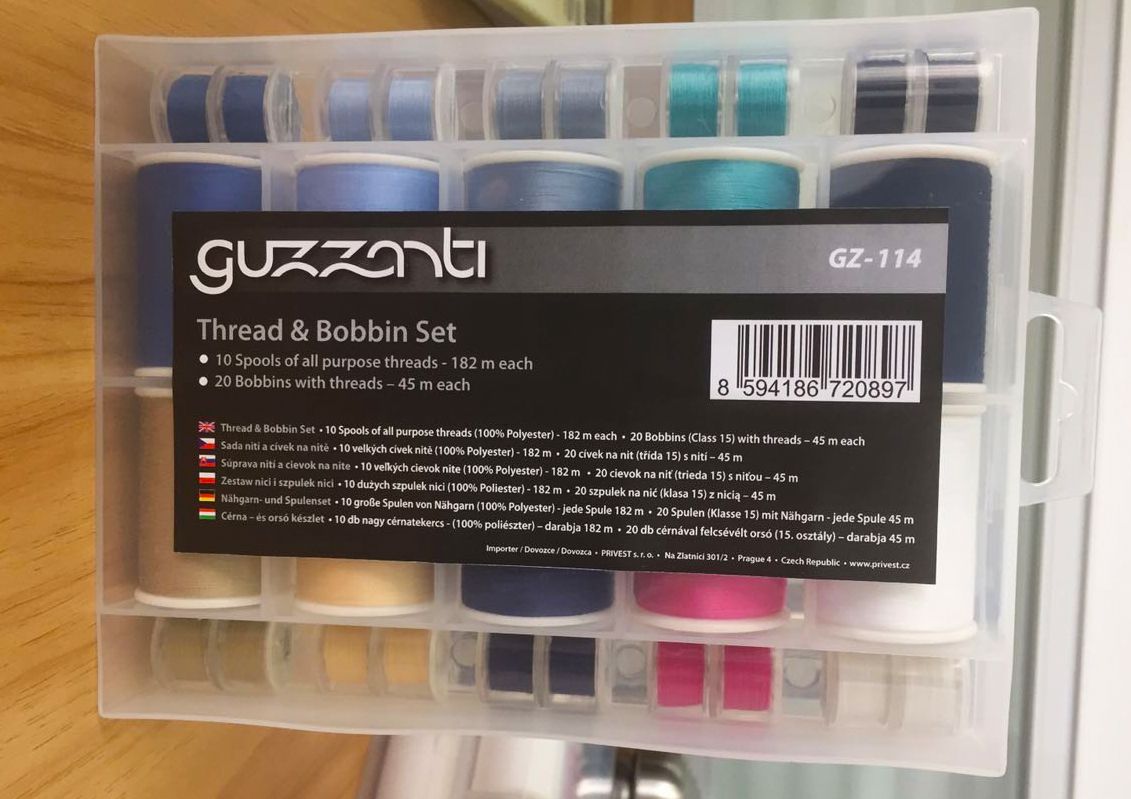 guzzanti
GZ-114
Thread & Bobbin Set
• 10 Spools of all purpose threads - 182 m each
• 20 Bobbins with threads – 45 m each
8 594186 720897
Thread & Bobbin Set • 10 Spools of all purpose threads (100% Polyester) - 182 m each • 20 Bobbins (Class 15) with threads – 45 m each
Sada nití a cívek na nitě • 10 velkých cívek nitě (100% Polyester) - 182 m • 20 cívek na nit (třída 15) s nití – 45 m
Súprava nití a cievok na nite • 10 veľkých cievok nite (100% Polyester) - 182 m • 20 cievok na niť (trieda 15) s niťou – 45 m
Zestaw nici i szpulek nici • 10 dużych szpulek nici (100% Poliester) - 182 m • 20 szpulek na nić (klasa 15) z nicią – 45 m
Nähgarn- und Spulenset • 10 große Spulen von Nähgarn (100% Polyester) - jede Spule 182 m • 20 Spulen (Klasse 15) mit Nähgarn - jede Spule 45 m
Cérna – és orsó készlet • 10 db nagy cérnatekercs - (100% poliészter) – darabja 182 m • 20 db cérnával felcsévélt orsó (15. osztály) – darabja 45 m
Importer / Dovozce / Dovozca • PRIVEST s. r. o. • Na Zlatnici 301/2 • Prague 4 • Czech Republic • www.privest.cz